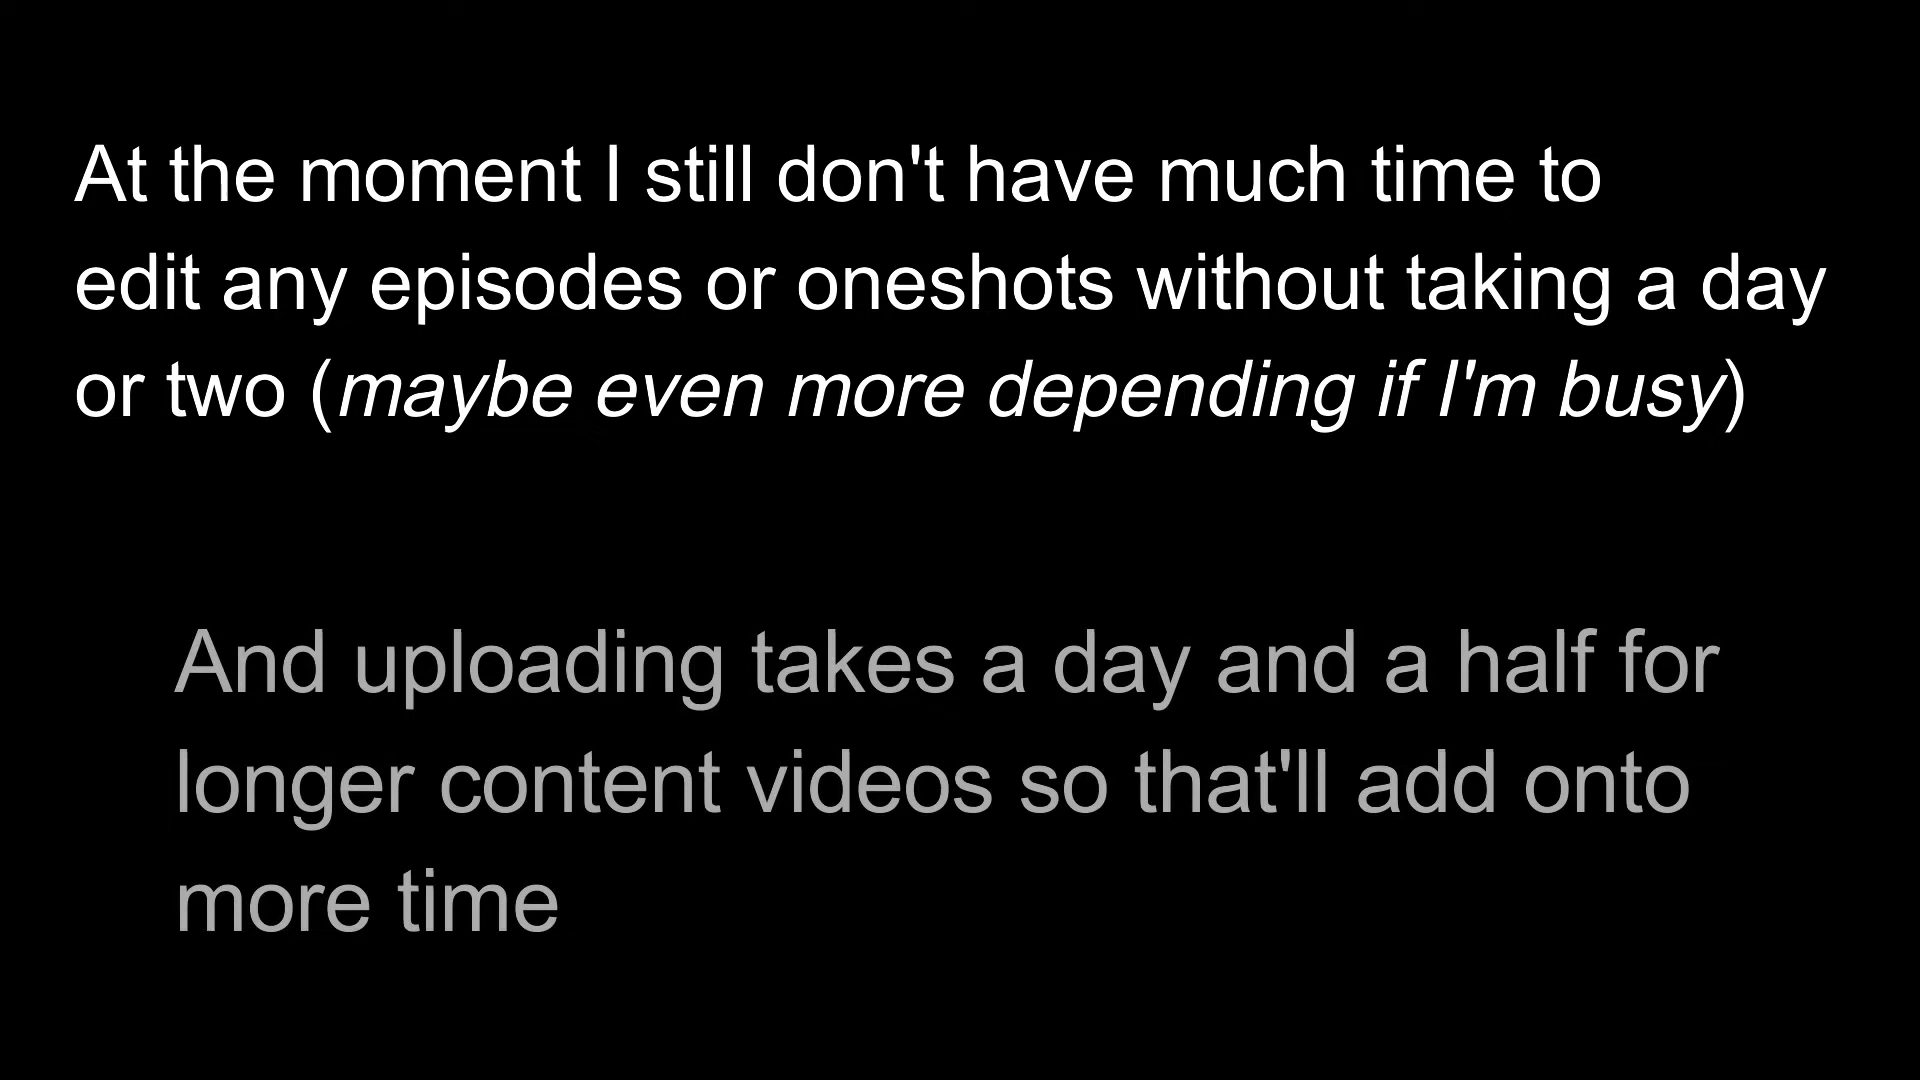 At the moment I still don't have much time to
edit any episodes or oneshots without taking a day
or two (maybe even more depending if I'm busy)
And uploading takes a day and a half for
longer content videos so that'll add onto
more time